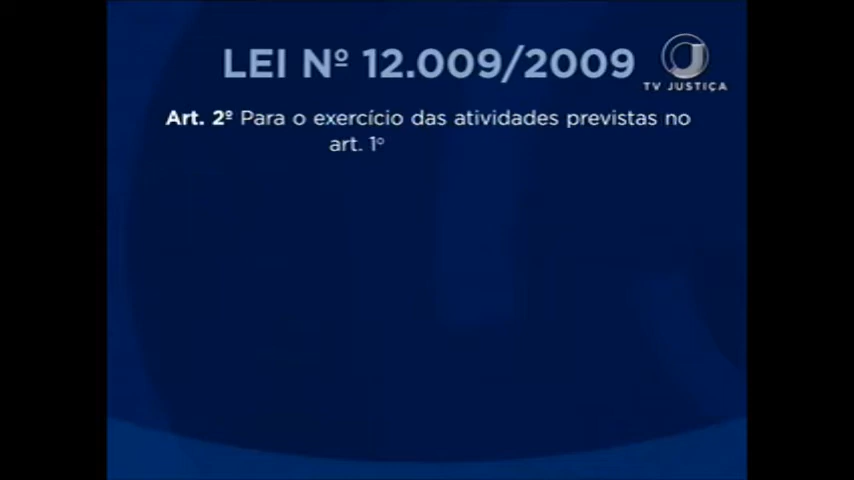 LEI Nº 12.009/2009
TV JUSTIÇA
Art. 2º Para o exercício das atividades previstas no
art. 1º